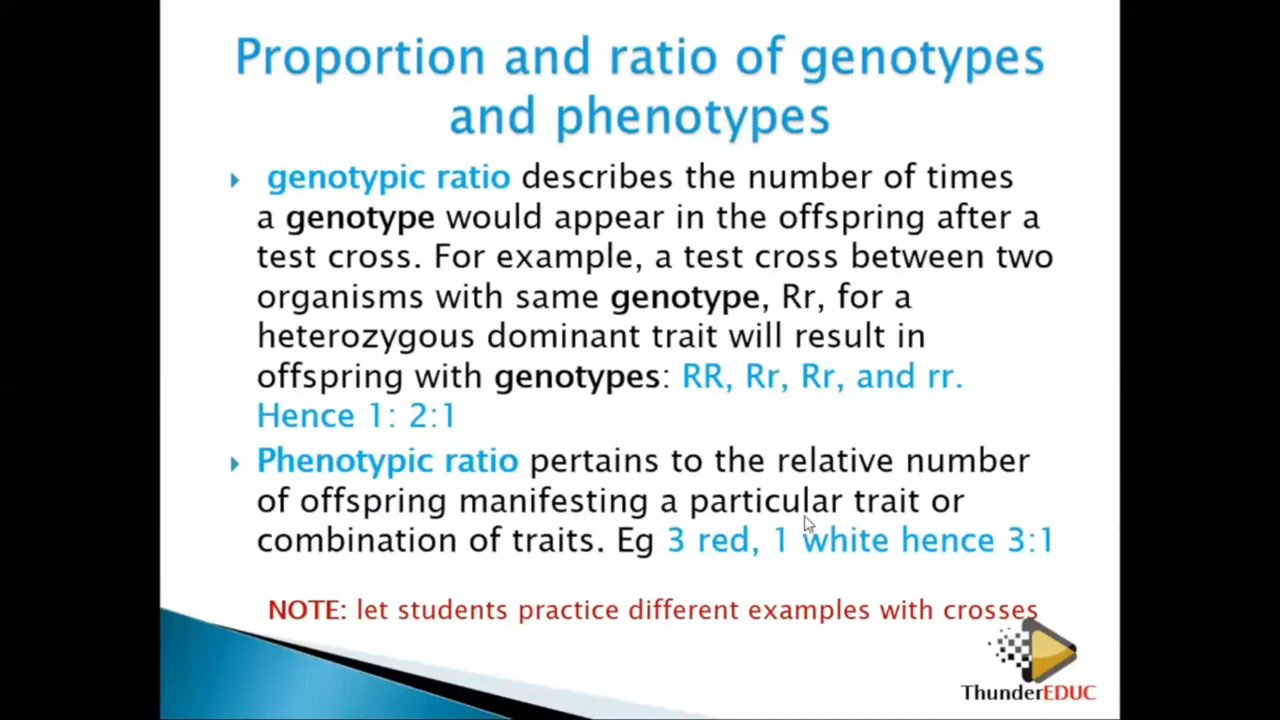 Proportion and ratio of genotypes
and phenotypes
genotypic ratio describes the number of times
a genotype would appear in the offspring after a
test cross. For example, a test cross between two
organisms with same genotype, Rr, for a
heterozygous dominant trait will result in
offspring with genotypes: RR, Rr, Rr, and rr.
Hence 1: 2:1
Phenotypic ratio pertains to the relative number
of offspring manifesting a particular trait or
combination of traits. Eg 3 red, 1 white hence 3:1
NOTE: let students practice different examples with crosses
ThunderEDUC